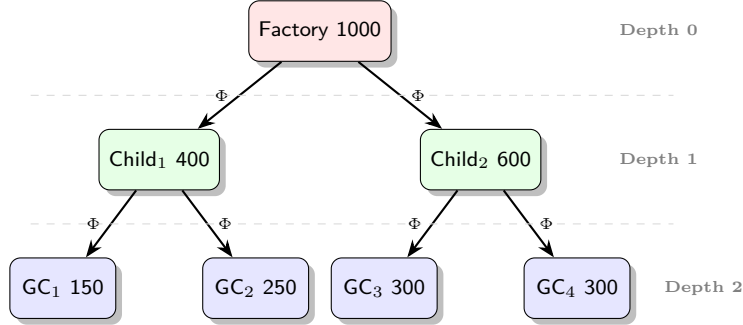 Factory 1000
Depth 0
Φ Φ
Child₁ 400 Child₂ 600
Depth 1
Φ Φ Φ Φ
GC₁ 150 GC₂ 250 GC₃ 300 GC₄ 300
Depth 2